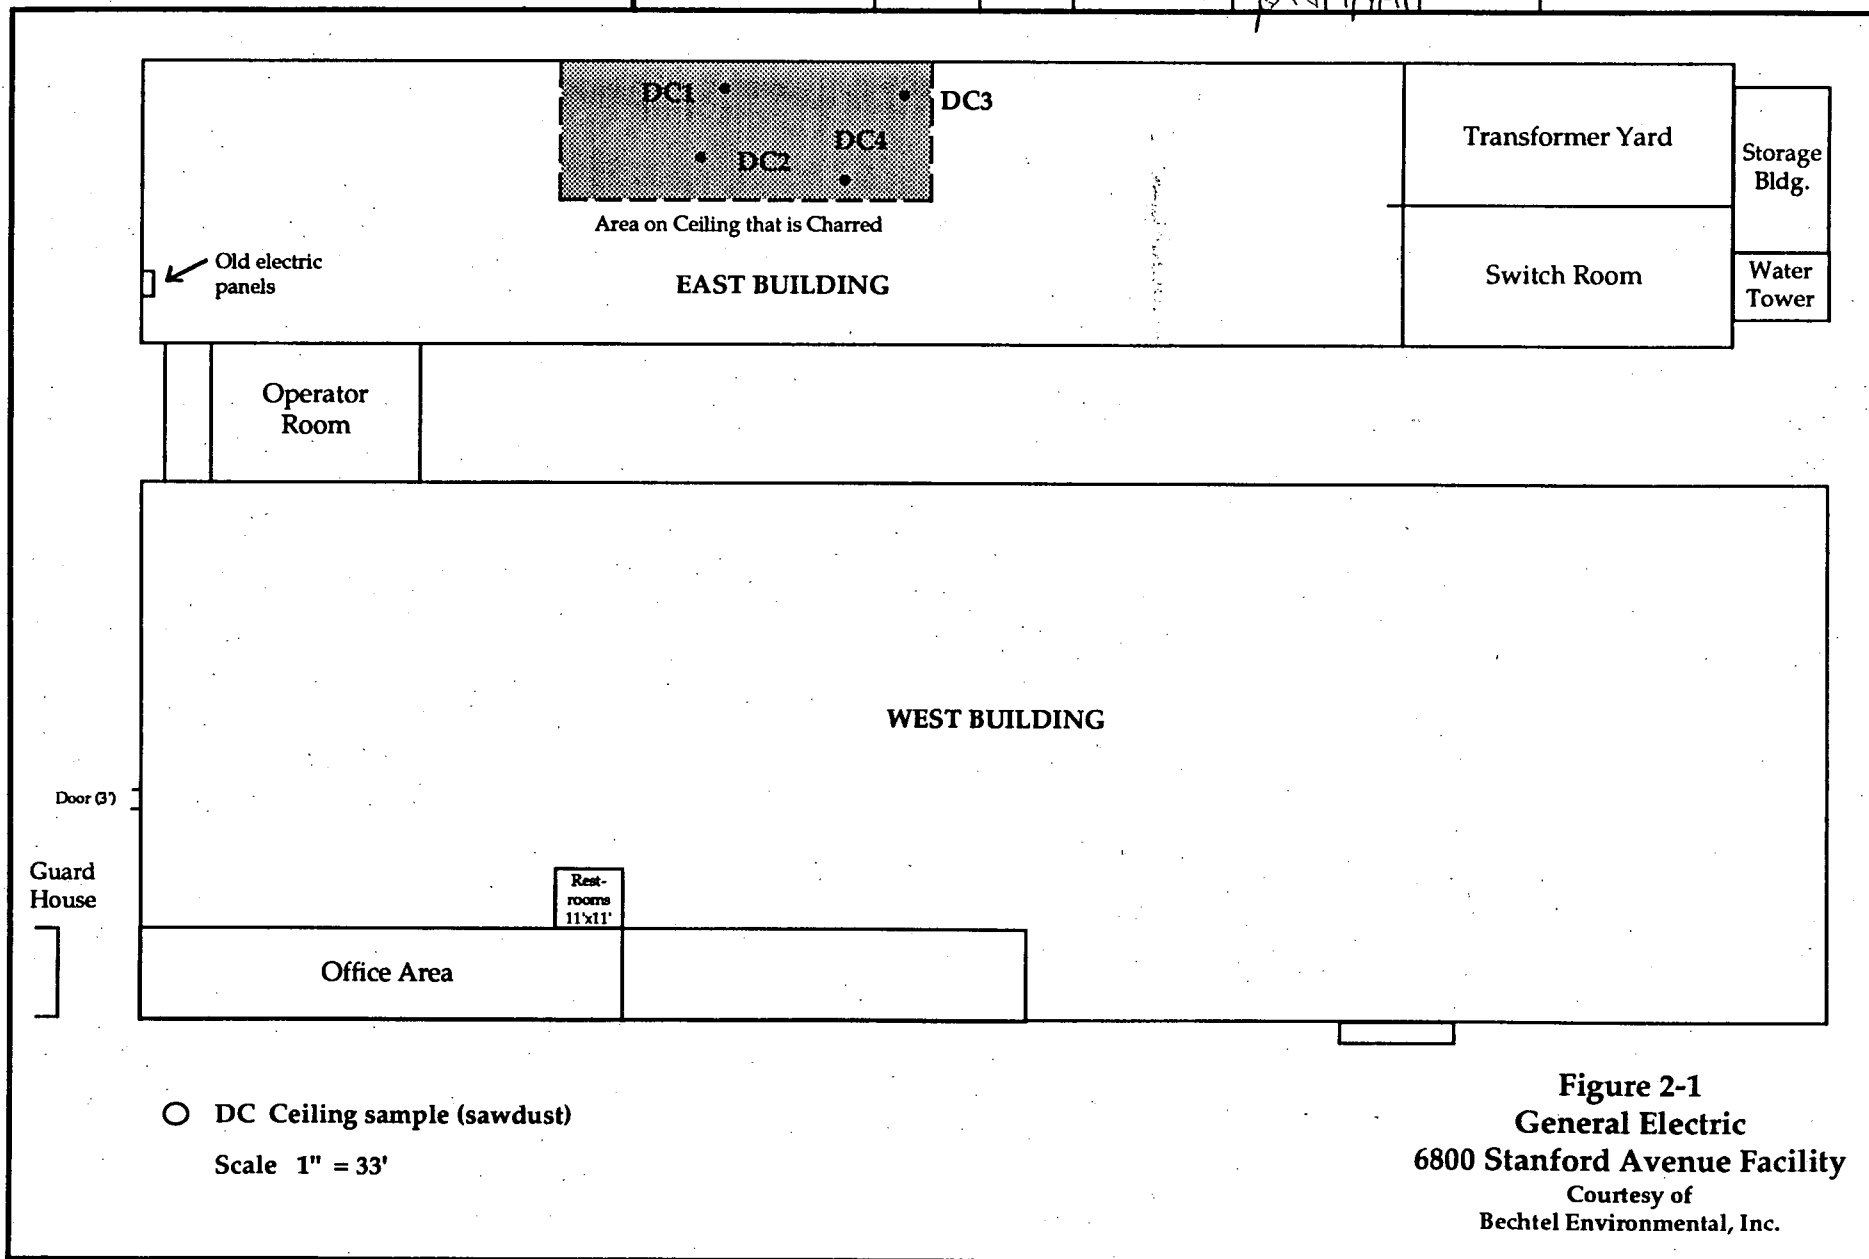 DC1
DC3
DC4
DC2
Transformer Yard
Storage
Bldg.
Area on Ceiling that is Charred
Old electric
panels
EAST BUILDING
Switch Room
Water
Tower
Operator
Room
WEST BUILDING
Door (3')
Guard
House
Rest-
rooms
11'x11'
Office Area
DC Ceiling sample (sawdust)
Scale 1" = 33'
Figure 2-1
General Electric
6800 Stanford Avenue Facility
Courtesy of
Bechtel Environmental, Inc.